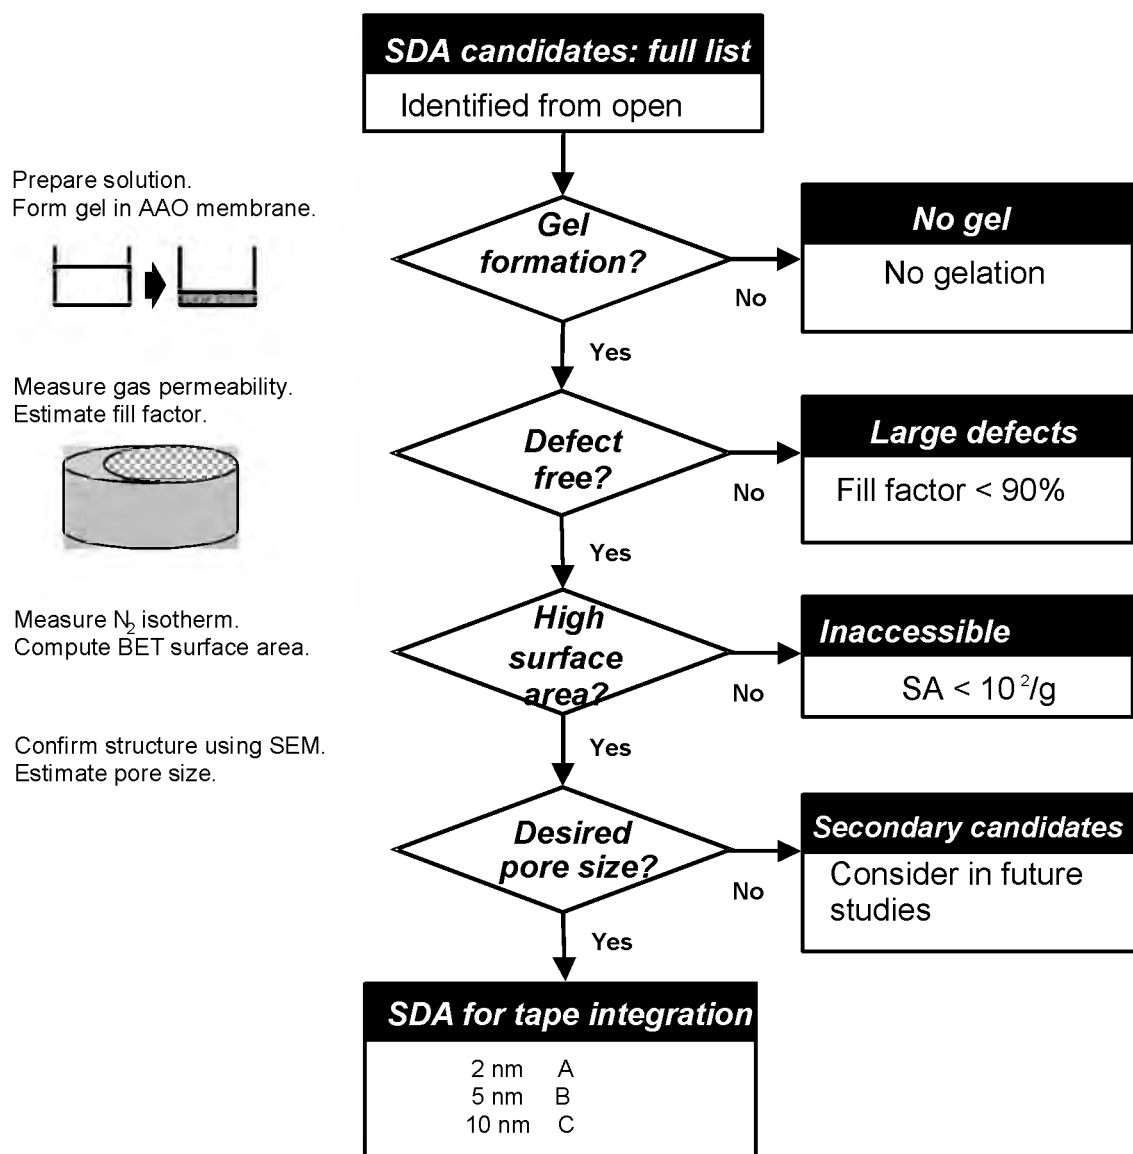 SDA candidates: full list
Identified from open
Prepare solution.
Form gel in AAO membrane.
Gel
formation?
No
No gel
No gelation
Yes
Measure gas permeability.
Estimate fill factor.
Defect
free?
No
Large defects
Fill factor < 90%
Yes
Measure N2 isotherm.
Compute BET surface area.
High
surface
area?
No
Inaccessible
SA < 10 2/g
Yes
Confirm structure using SEM.
Estimate pore size.
Desired
pore size?
No
Secondary candidates
Consider in future
studies
Yes
SDA for tape integration
2 nm A
5 nm B
10 nm C